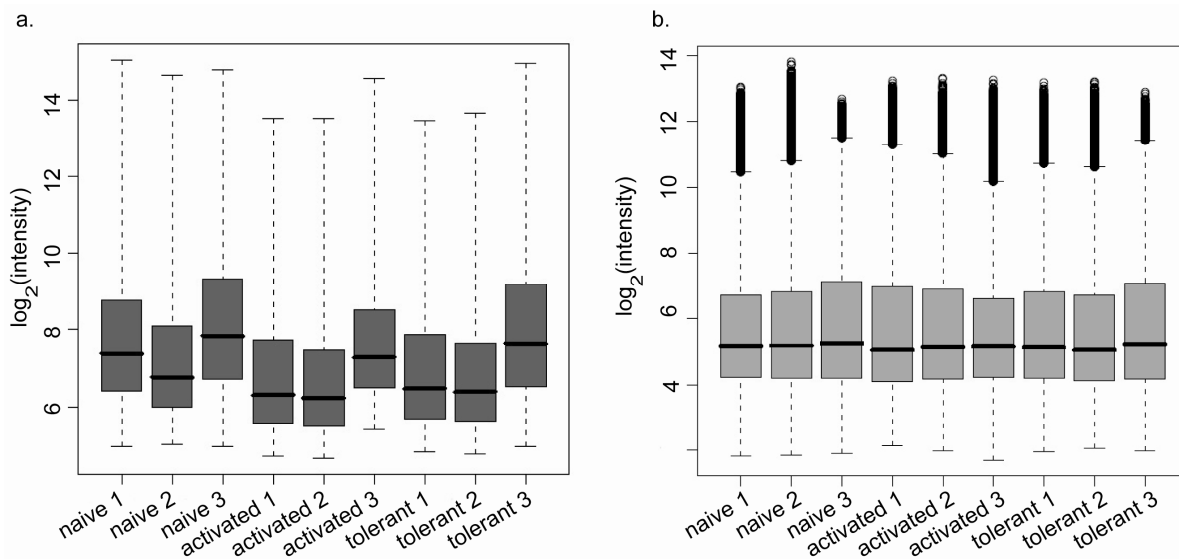 a.
log2(intensity)
14
12
10
8
6
naive 1
naive 2
naive 3
activated 1
activated 2
activated 3
tolerant 1
tolerant 2
tolerant 3
b.
log2(intensity)
14
12
10
8
6
4
naive 1
naive 2
naive 3
activated 1
activated 2
activated 3
tolerant 1
tolerant 2
tolerant 3